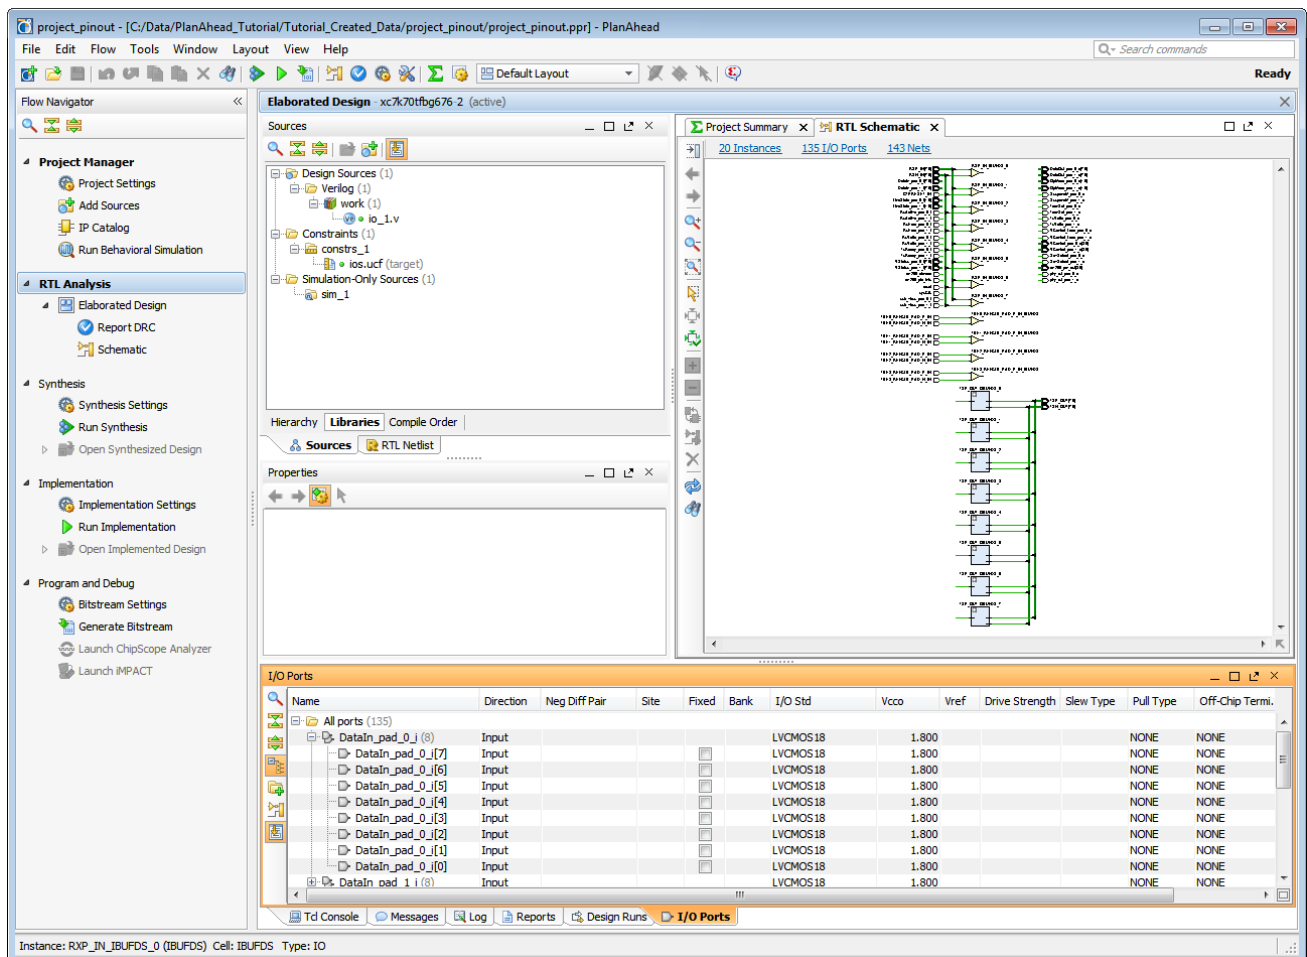 project_pinout - [C:/Data/PlanAhead_Tutorial/Tutorial_Created_Data/project_pinout/project_pinout.ppr] - PlanAhead
File Edit Flow Tools Window Layout View Help
Search commands
Default Layout
Ready
Flow Navigator
Project Manager
Project Settings
Add Sources
IP Catalog
Run Behavioral Simulation
RTL Analysis
Elaborated Design
Report DRC
Schematic
Synthesis
Synthesis Settings
Run Synthesis
Open Synthesized Design
Implementation
Implementation Settings
Run Implementation
Open Implemented Design
Program and Debug
Bitstream Settings
Generate Bitstream
Launch ChipScope Analyzer
Launch iMPACT
Elaborated Design - xc7k70tfbg676-2 (active)
Sources
Design Sources (1)
Verilog (1)
work (1)
io_1.v
Constraints (1)
constrs_1
ios.ucf (target)
Simulation-Only Sources (1)
sim_1
Hierarchy Libraries Compile Order
Sources RTL Netlist
Properties
Project Summary RTL Schematic
20 Instances 135 I/O Ports 143 Nets
I/O Ports
Name Direction Neg Diff Pair Site Fixed Bank I/O Std Vcco Vref Drive Strength Slew Type Pull Type Off-Chip Termi.
All ports (135)
DataIn_pad_0_i (8) Input LVCMOS18 1.800 NONE NONE
DataIn_pad_0_i[7] Input LVCMOS18 1.800 NONE NONE
DataIn_pad_0_i[6] Input LVCMOS18 1.800 NONE NONE
DataIn_pad_0_i[5] Input LVCMOS18 1.800 NONE NONE
DataIn_pad_0_i[4] Input LVCMOS18 1.800 NONE NONE
DataIn_pad_0_i[3] Input LVCMOS18 1.800 NONE NONE
DataIn_pad_0_i[2] Input LVCMOS18 1.800 NONE NONE
DataIn_pad_0_i[1] Input LVCMOS18 1.800 NONE NONE
DataIn_pad_0_i[0] Input LVCMOS18 1.800 NONE NONE
DataIn_pad_1_i (8) Input LVCMOS18 1.800 NONE NONE
Tcl Console Messages Log Reports Design Runs I/O Ports
Instance: RXP_IN_IBUFDS_0 (IBUFDS) Cell: IBUFDS Type: IO